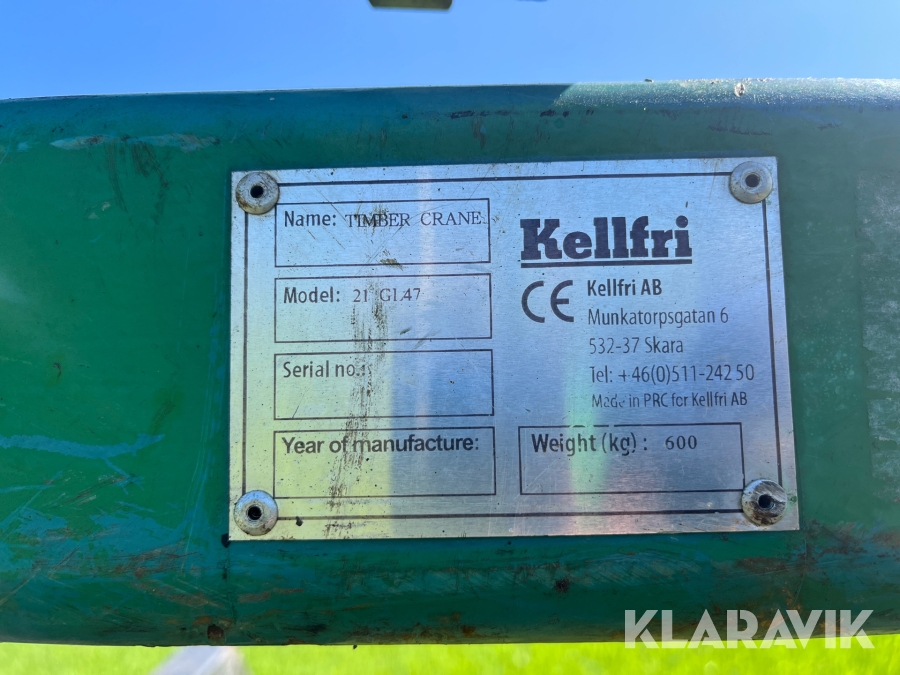 Name: TIMBER CRANE
Model: 21 GL47
Serial no.:
Year of manufacture:
Kellfri
CE Kellfri AB
Munkatorpsgatan 6
532-37 Skara
Tel: +46(0)511-242 50
Made in PRC for Kellfri AB
Weight (kg) : 600
KLARAVIK